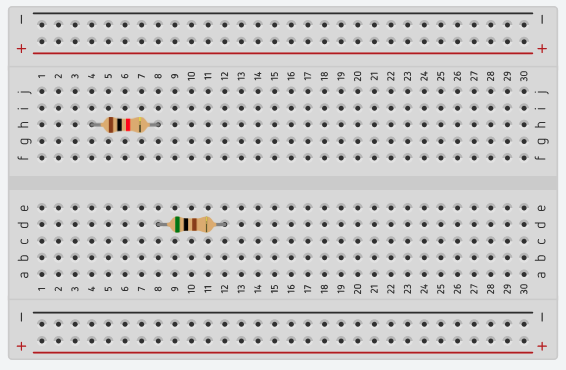 − −
+ +
1 2 3 4 5 6 7 8 9 10 11 12 13 14 15 16 17 18 19 20 21 22 23 24 25 26 27 28 29 30
j j
i i
h h
g g
f f
e e
d d
c c
b b
a a
1 2 3 4 5 6 7 8 9 10 11 12 13 14 15 16 17 18 19 20 21 22 23 24 25 26 27 28 29 30
− −
+ +